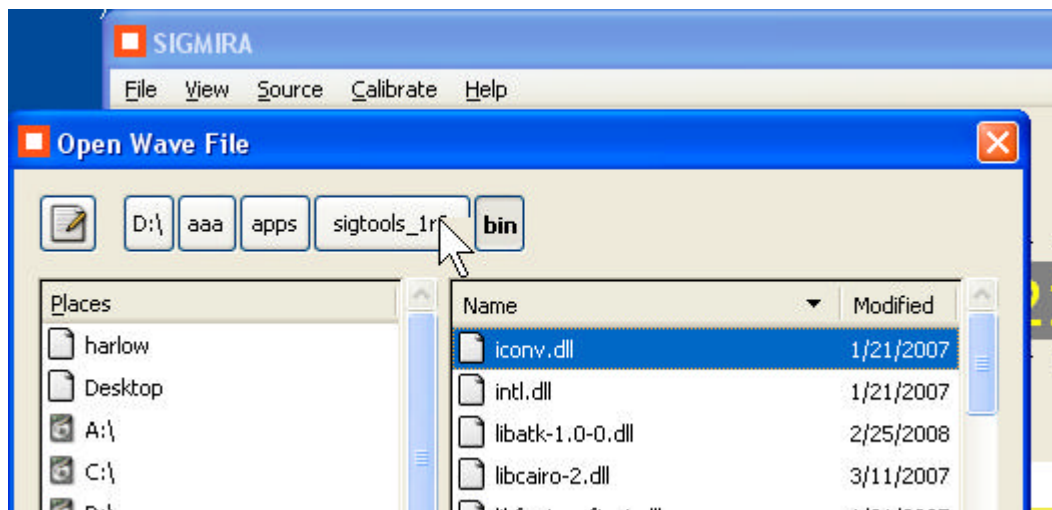 SIGMIRA
File View Source Calibrate Help
Open Wave File
D:\ aaa apps bin
Places
harlow
Desktop
A:\
C:\
Name Modified
iconv.dll 1/21/2007
intl.dll 1/21/2007
libatk-1.0-0.dll 2/25/2008
libcairo-2.dll 3/11/2007